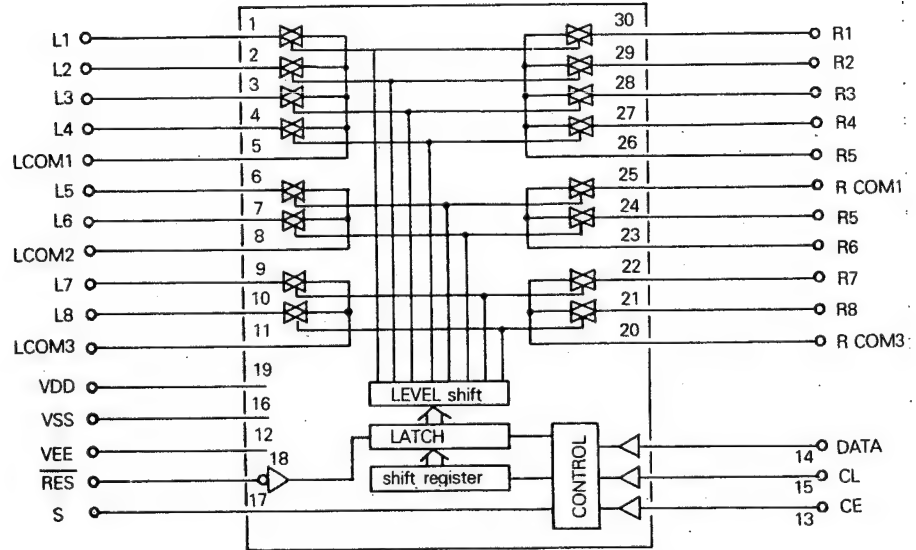 L1 1 30 R1
L2 2 29 R2
L3 3 28 R3
L4 4 27 R4
LCOM1 5 26 R5
L5 6 25 R COM1
L6 7 24 R5
LCOM2 8 23 R6
L7 9 22 R7
L8 10 21 R8
LCOM3 11 20 R COM3
VDD 19
LEVEL shift
VSS 16
LATCH
VEE 12
RES 18
shift register
S 17
CONTROL
14 DATA
15 CL
13 CE